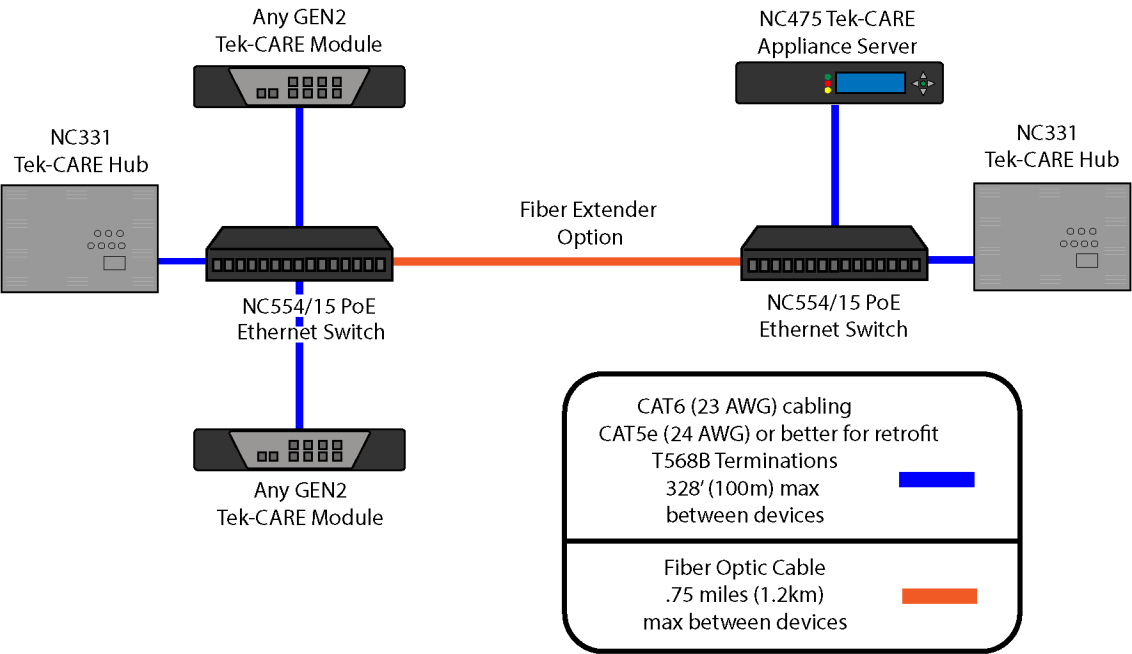 Any GEN2
Tek-CARE Module
NC475 Tek-CARE
Appliance Server
NC331
Tek-CARE Hub
NC331
Tek-CARE Hub
Fiber Extender
Option
NC554/15 PoE
Ethernet Switch
NC554/15 PoE
Ethernet Switch
Any GEN2
Tek-CARE Module
CAT6 (23 AWG) cabling
CAT5e (24 AWG) or better for retrofit
T568B Terminations
328’ (100m) max
between devices
Fiber Optic Cable
.75 miles (1.2km)
max between devices